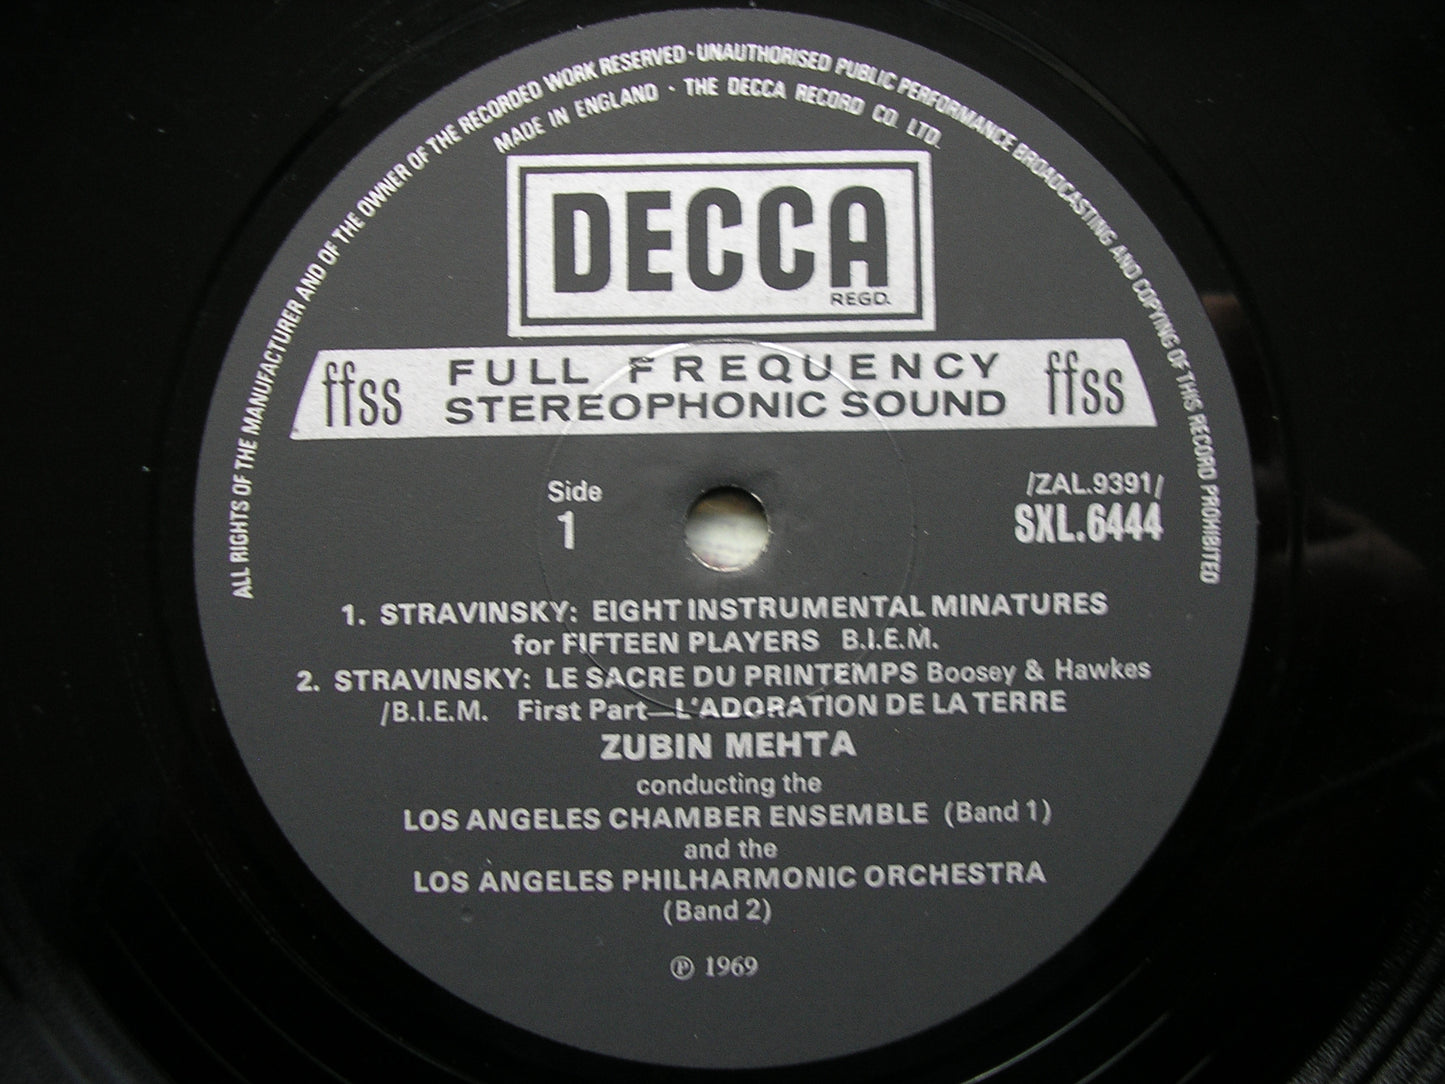 ALL RIGHTS OF THE MANUFACTURER AND OF THE OWNER OF THE RECORDED WORK RESERVED · UNAUTHORISED PUBLIC PERFORMANCE BROADCASTING AND COPYING OF THIS RECORD PROHIBITED
MADE IN ENGLAND · THE DECCA RECORD CO. LTD.
DECCA
REGD.
ffss FULL FREQUENCY ffss
STEREOPHONIC SOUND
Side /ZAL.9391/
1 SXL.6444
1. STRAVINSKY: EIGHT INSTRUMENTAL MINATURES
for FIFTEEN PLAYERS B.I.E.M.
2. STRAVINSKY: LE SACRE DU PRINTEMPS Boosey & Hawkes
/B.I.E.M. First Part—L'ADORATION DE LA TERRE
ZUBIN MEHTA
conducting the
LOS ANGELES CHAMBER ENSEMBLE (Band 1)
and the
LOS ANGELES PHILHARMONIC ORCHESTRA
(Band 2)
℗ 1969